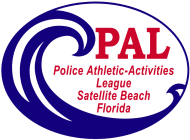 PAL
Police Athletic-Activities
League
Satellite Beach
Florida